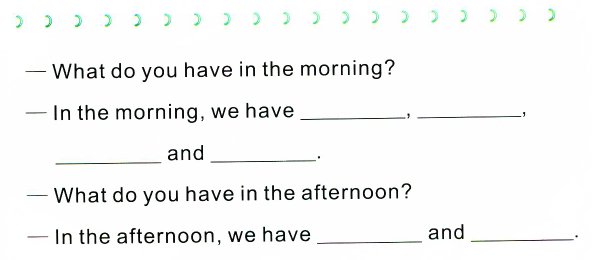 — What do you have in the morning?
— In the morning, we have __________, __________,
__________ and __________.
— What do you have in the afternoon?
— In the afternoon, we have __________ and __________.